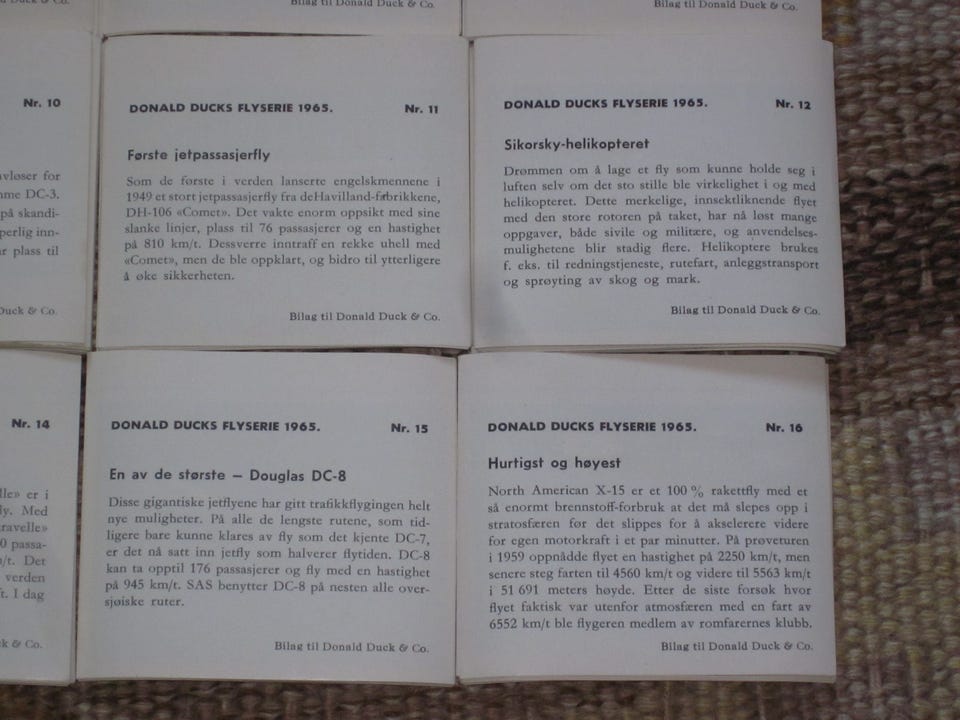 & Co.
Bilag til Donald Duck & Co.
Bilag til Donald Duck & Co.
Nr. 10
avløser for
DC-3.
på skandi-
perlig inn-
plass til
Duck & Co.
DONALD DUCKS FLYSERIE 1965. Nr. 11
Første jetpassasjerfly
Som de første i verden lanserte engelskmennene i
1949 et stort jetpassasjerfly fra deHavilland-fabrikkene,
DH-106 «Comet». Det vakte enorm oppsikt med sine
slanke linjer, plass til 76 passasjerer og en hastighet
på 810 km/t. Dessverre inntraff en rekke uhell med
«Comet», men de ble oppklart, og bidro til ytterligere
å øke sikkerheten.
Bilag til Donald Duck & Co.
DONALD DUCKS FLYSERIE 1965. Nr. 12
Sikorsky-helikopteret
Drømmen om å lage et fly som kunne holde seg i
luften selv om det sto stille ble virkelighet i og med
helikopteret. Dette merkelige, innsektliknende flyet
med den store rotoren på taket, har nå løst mange
oppgaver, både sivile og militære, og anvendelses-
mulighetene blir stadig flere. Helikoptere brukes
f. eks. til redningstjeneste, rutefart, anleggstransport
og sprøyting av skog og mark.
Bilag til Donald Duck & Co.
Nr. 14
lle» er i
ly. Med
ravelle»
0 passa-
/t. Det
verden
t. I dag
k & Co.
DONALD DUCKS FLYSERIE 1965. Nr. 15
En av de største – Douglas DC-8
Disse gigantiske jetflyene har gitt trafikkflygingen helt
nye muligheter. På alle de lengste rutene, som tid-
ligere bare kunne klares av fly som det kjente DC-7,
er det nå satt inn jetfly som halverer flytiden. DC-8
kan ta opptil 176 passasjerer og fly med en hastighet
på 945 km/t. SAS benytter DC-8 på nesten alle over-
sjøiske ruter.
Bilag til Donald Duck & Co.
DONALD DUCKS FLYSERIE 1965. Nr. 16
Hurtigst og høyest
North American X-15 er et 100 % rakettfly med et
så enormt brennstoff-forbruk at det må slepes opp i
stratosfæren før det slippes for å akselerere videre
for egen motorkraft i et par minutter. På prøveturen
i 1959 oppnådde flyet en hastighet på 2250 km/t, men
senere steg farten til 4560 km/t og videre til 5563 km/t
i 51 691 meters høyde. Etter de siste forsøk hvor
flyet faktisk var utenfor atmosfæren med en fart av
6552 km/t ble flygeren medlem av romfarernes klubb.
Bilag til Donald Duck & Co.